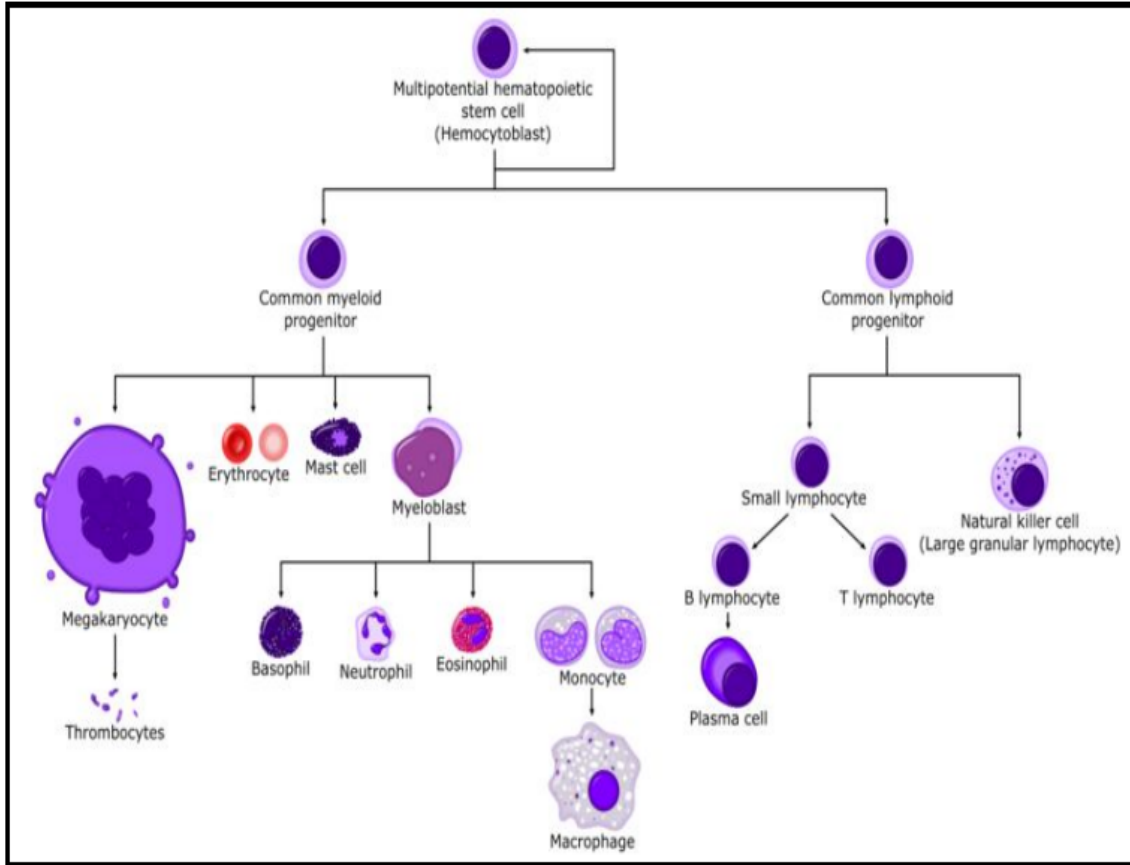 Multipotential hematopoietic
stem cell
(Hemocytoblast)
Common myeloid
progenitor
Common lymphoid
progenitor
Erythrocyte
Mast cell
Myeloblast
Small lymphocyte
Natural killer cell
(Large granular lymphocyte)
Megakaryocyte
B lymphocyte
T lymphocyte
Basophil
Neutrophil
Eosinophil
Monocyte
Thrombocytes
Plasma cell
Macrophage